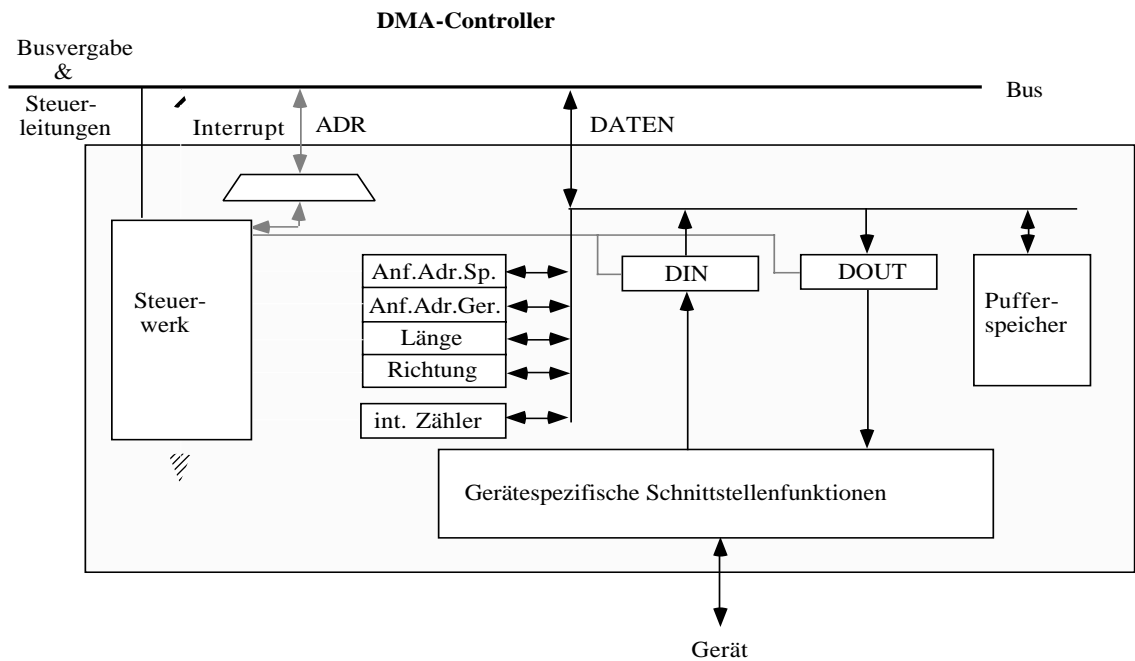 DMA-Controller
Busvergabe
&
Steuer-
leitungen
Interrupt
ADR
DATEN
Bus
Steuer-
werk
Anf.Adr.Sp.
Anf.Adr.Ger.
Länge
Richtung
int. Zähler
DIN
DOUT
Puffer-
speicher
Gerätespezifische Schnittstellenfunktionen
Gerät